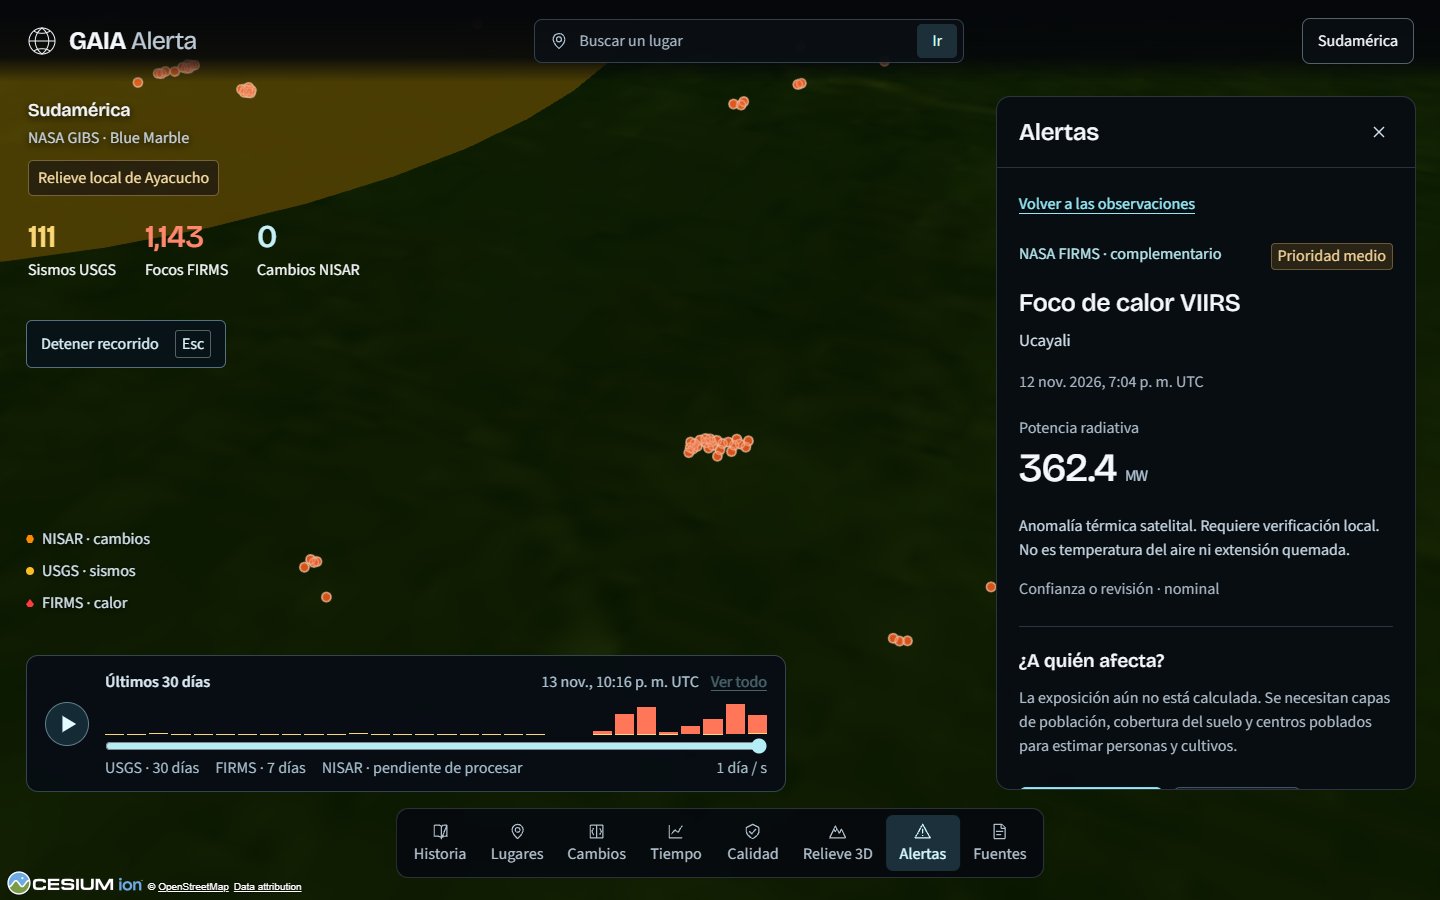 GAIA Alerta
Buscar un lugar
Ir
Sudamérica
Sudamérica
NASA GIBS · Blue Marble
Relieve local de Ayacucho
111
Sismos USGS
1,143
Focos FIRMS
0
Cambios NISAR
Detener recorrido Esc
NISAR · cambios
USGS · sismos
FIRMS · calor
Últimos 30 días
13 nov., 10:16 p. m. UTC Ver todo
USGS · 30 días FIRMS · 7 días NISAR · pendiente de procesar 1 día / s
Alertas
Volver a las observaciones
NASA FIRMS · complementario
Prioridad medio
Foco de calor VIIRS
Ucayali
12 nov. 2026, 7:04 p. m. UTC
Potencia radiativa
362.4 MW
Anomalía térmica satelital. Requiere verificación local.
No es temperatura del aire ni extensión quemada.
Confianza o revisión · nominal
¿A quién afecta?
La exposición aún no está calculada. Se necesitan capas
de población, cobertura del suelo y centros poblados
para estimar personas y cultivos.
Historia
Lugares
Cambios
Tiempo
Calidad
Relieve 3D
Alertas
Fuentes
CESIUM ion © OpenStreetMap Data attribution